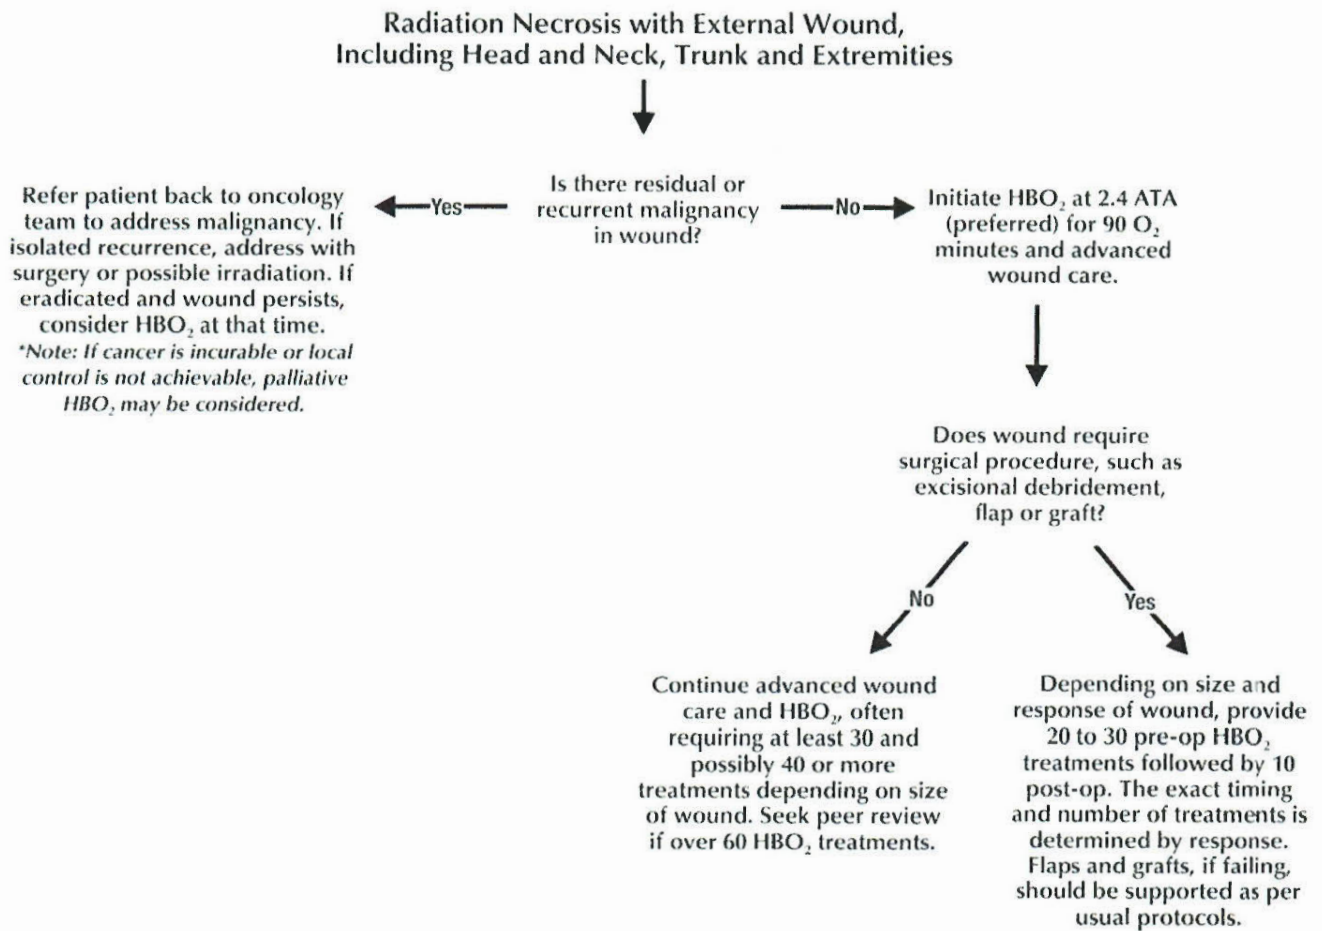 Radiation Necrosis with External Wound,
Including Head and Neck, Trunk and Extremities
Is there residual or
recurrent malignancy
in wound?
Yes
No
Refer patient back to oncology
team to address malignancy. If
isolated recurrence, address with
surgery or possible irradiation. If
eradicated and wound persists,
consider HBO₂ at that time.
*Note: If cancer is incurable or local
control is not achievable, palliative
HBO₂ may be considered.
Initiate HBO₂ at 2.4 ATA
(preferred) for 90 O₂
minutes and advanced
wound care.
Does wound require
surgical procedure, such as
excisional debridement,
flap or graft?
No
Yes
Continue advanced wound
care and HBO₂, often
requiring at least 30 and
possibly 40 or more
treatments depending on size
of wound. Seek peer review
if over 60 HBO₂ treatments.
Depending on size and
response of wound, provide
20 to 30 pre-op HBO₂
treatments followed by 10
post-op. The exact timing
and number of treatments is
determined by response.
Flaps and grafts, if failing,
should be supported as per
usual protocols.